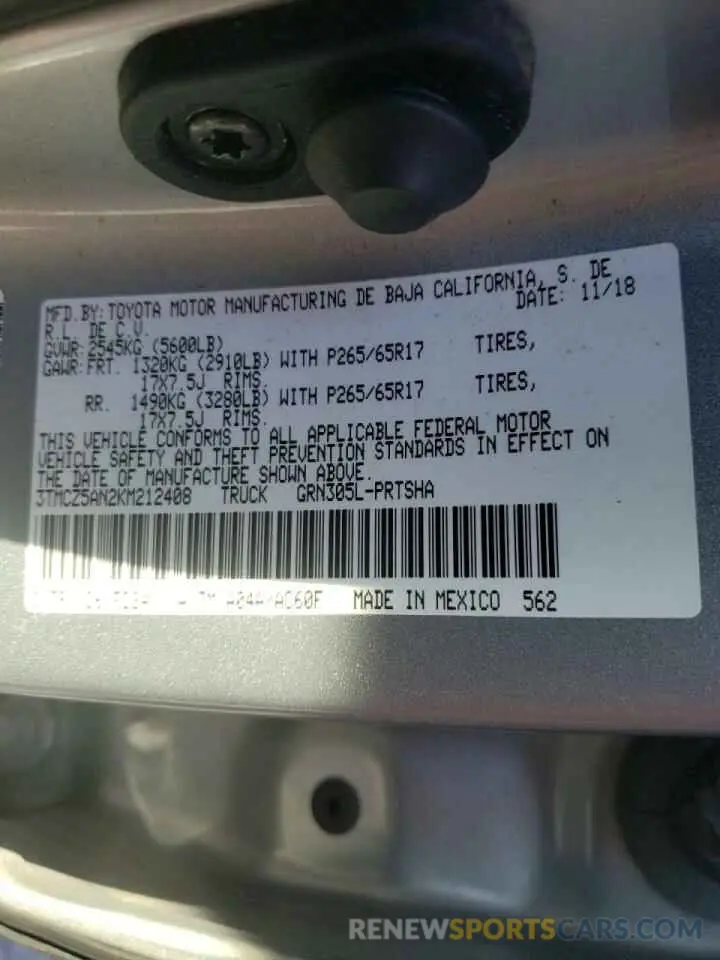 MFD. BY: TOYOTA MOTOR MANUFACTURING DE BAJA CALIFORNIA, S. DE
R.L. DE C.V. DATE: 11/18
GVWR: 2545KG (5600LB)
GAWR: FRT. 1320KG (2910LB) WITH P265/65R17 TIRES,
17X7.5J RIMS.
RR. 1490KG (3280LB) WITH P265/65R17 TIRES,
17X7.5J RIMS.
THIS VEHICLE CONFORMS TO ALL APPLICABLE FEDERAL MOTOR
VEHICLE SAFETY AND THEFT PREVENTION STANDARDS IN EFFECT ON
THE DATE OF MANUFACTURE SHOWN ABOVE.
3TMCZ5AN2KM212408 TRUCK GRN305L-PRTSHA
A04A/AC60F MADE IN MEXICO 562
RENEWSPORTSCARS.COM